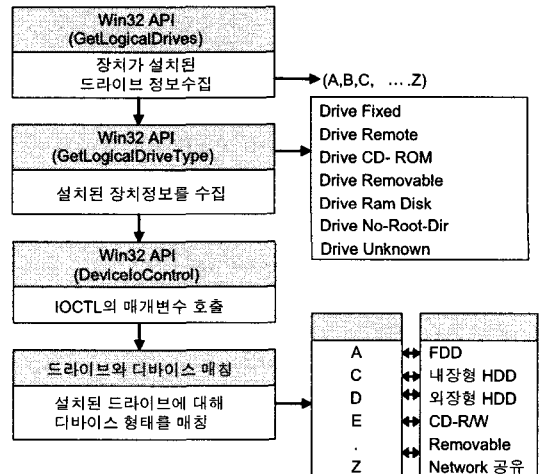 Win32 API
(GetLogicalDrives)
장치가 설치된
드라이브 정보수집
(A,B,C, ... .Z)
Win32 API
(GetLogicalDriveType)
설치된 장치정보를 수집
Drive Fixed
Drive Remote
Drive CD- ROM
Drive Removable
Drive Ram Disk
Drive No-Root-Dir
Drive Unknown
Win32 API
(DeviceIoControl)
IOCTL의 매개변수 호출
드라이브와 디바이스 매칭
설치된 드라이브에 대해
디바이스 형태를 매칭
A FDD
C 내장형 HDD
D 외장형 HDD
E CD-R/W
. Removable
Z Network 공유